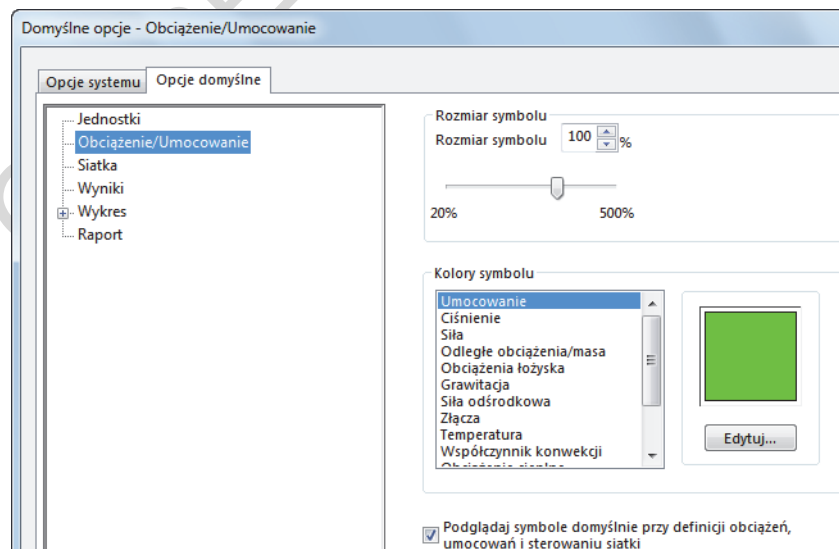 Domyślne opcje - Obciążenie/Umocowanie
Opcje systemu
Opcje domyślne
Jednostki
Obciążenie/Umocowanie
Siatka
Wyniki
Wykres
Raport
Rozmiar symbolu
Rozmiar symbolu 100 %
20% 500%
Kolory symbolu
Umocowanie
Ciśnienie
Siła
Odległe obciążenia/masa
Obciążenia łożyska
Grawitacja
Siła odśrodkowa
Złącza
Temperatura
Współczynnik konwekcji
Edytuj...
Podglądaj symbole domyślnie przy definicji obciążeń,
umocowań i sterowaniu siatki